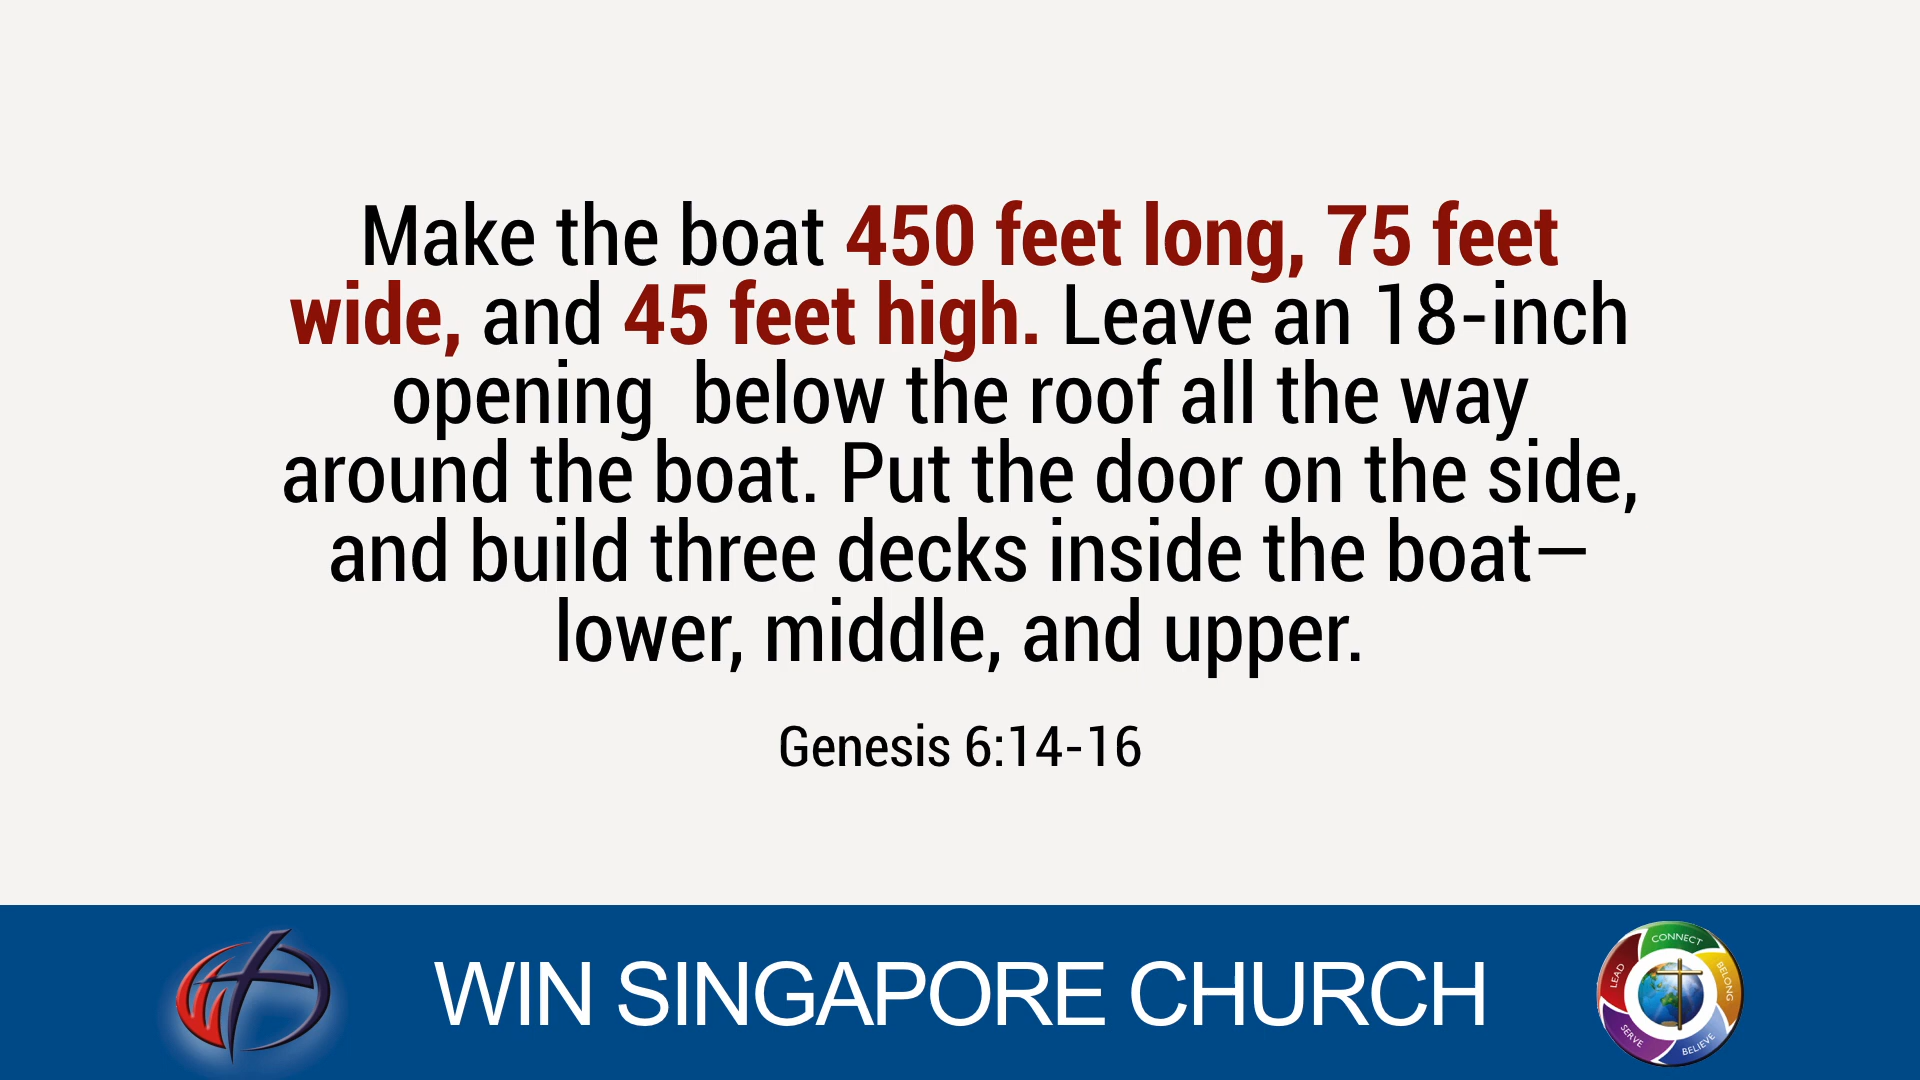 Make the boat 450 feet long, 75 feet
wide, and 45 feet high. Leave an 18-inch
opening  below the roof all the way
around the boat. Put the door on the side,
and build three decks inside the boat—
lower, middle, and upper.
Genesis 6:14-16
WIN SINGAPORE CHURCH
CONNECT
BELONG
BELIEVE
SERVE
LEAD